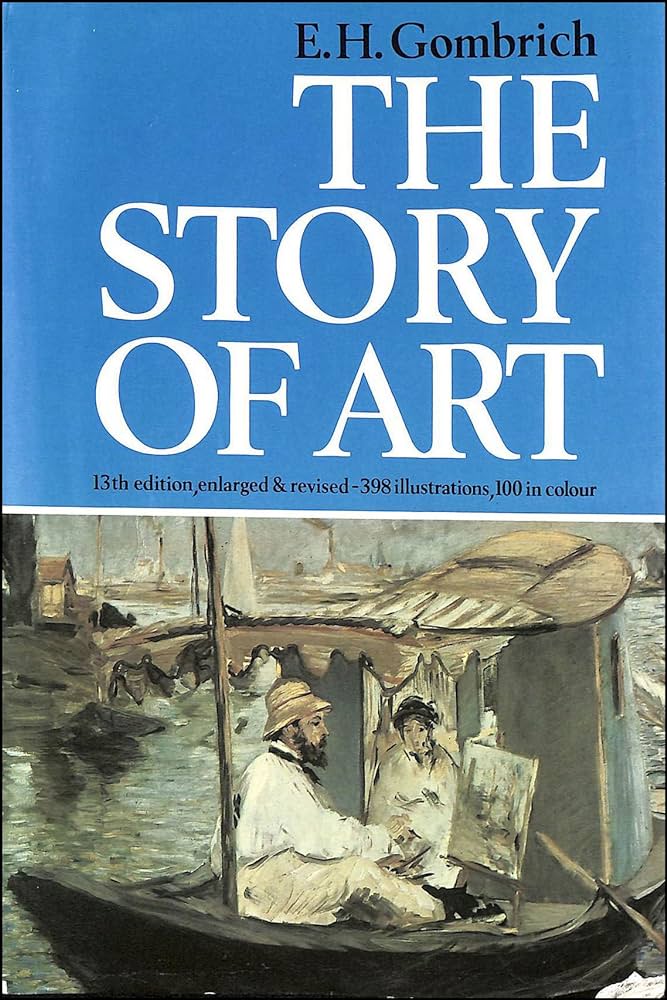 E.H. Gombrich
THE
STORY
OF ART
13th edition, enlarged & revised - 398 illustrations, 100 in colour